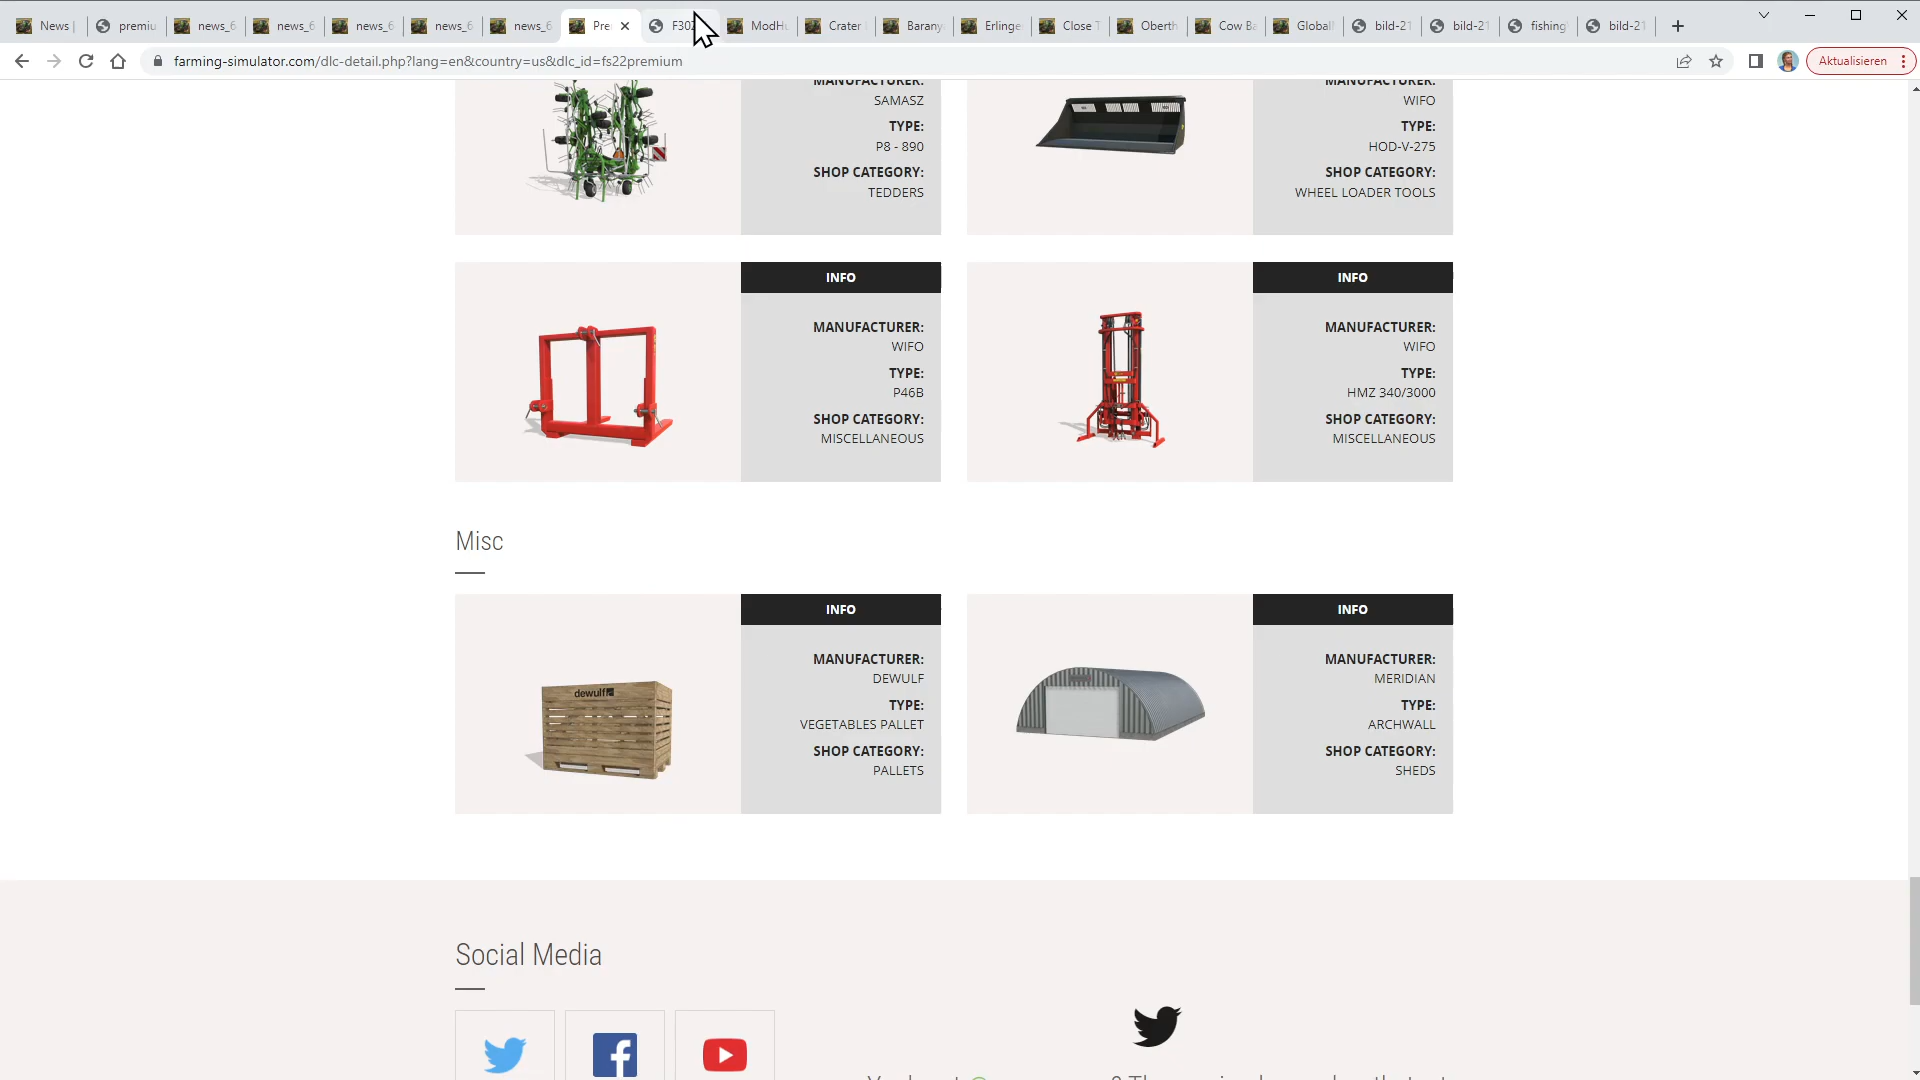 News |
premiu
news_6
news_6
news_6
news_6
news_6
Pre
F302
ModHu
Crater
Barany
Erlinge
Close T
Oberth
Cow Ba
Global
bild-21
bild-21
fishing
bild-21
farming-simulator.com/dlc-detail.php?lang=en&country=us&dlc_id=fs22premium
Aktualisieren
MANUFACTURER:
SAMASZ
TYPE:
P8 - 890
SHOP CATEGORY:
TEDDERS
MANUFACTURER:
WIFO
TYPE:
HOD-V-275
SHOP CATEGORY:
WHEEL LOADER TOOLS
INFO
MANUFACTURER:
WIFO
TYPE:
P46B
SHOP CATEGORY:
MISCELLANEOUS
INFO
MANUFACTURER:
WIFO
TYPE:
HMZ 340/3000
SHOP CATEGORY:
MISCELLANEOUS
Misc
dewulf
INFO
MANUFACTURER:
DEWULF
TYPE:
VEGETABLES PALLET
SHOP CATEGORY:
PALLETS
INFO
MANUFACTURER:
MERIDIAN
TYPE:
ARCHWALL
SHOP CATEGORY:
SHEDS
Social Media